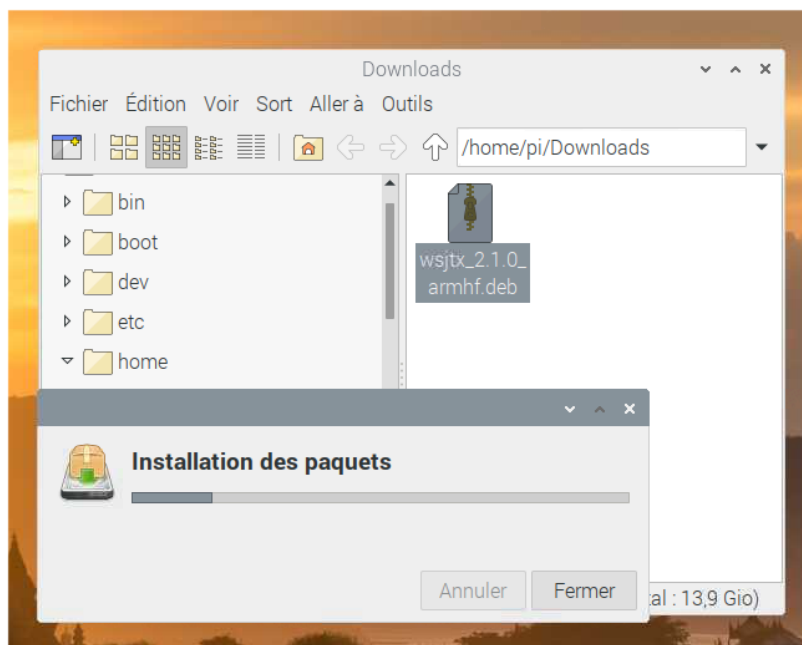 Downloads
Fichier Édition Voir Sort Aller à Outils
/home/pi/Downloads
bin
boot
dev
etc
home
wsjtx_2.1.0_
armhf.deb
Installation des paquets
Annuler Fermer
al : 13,9 Gio)